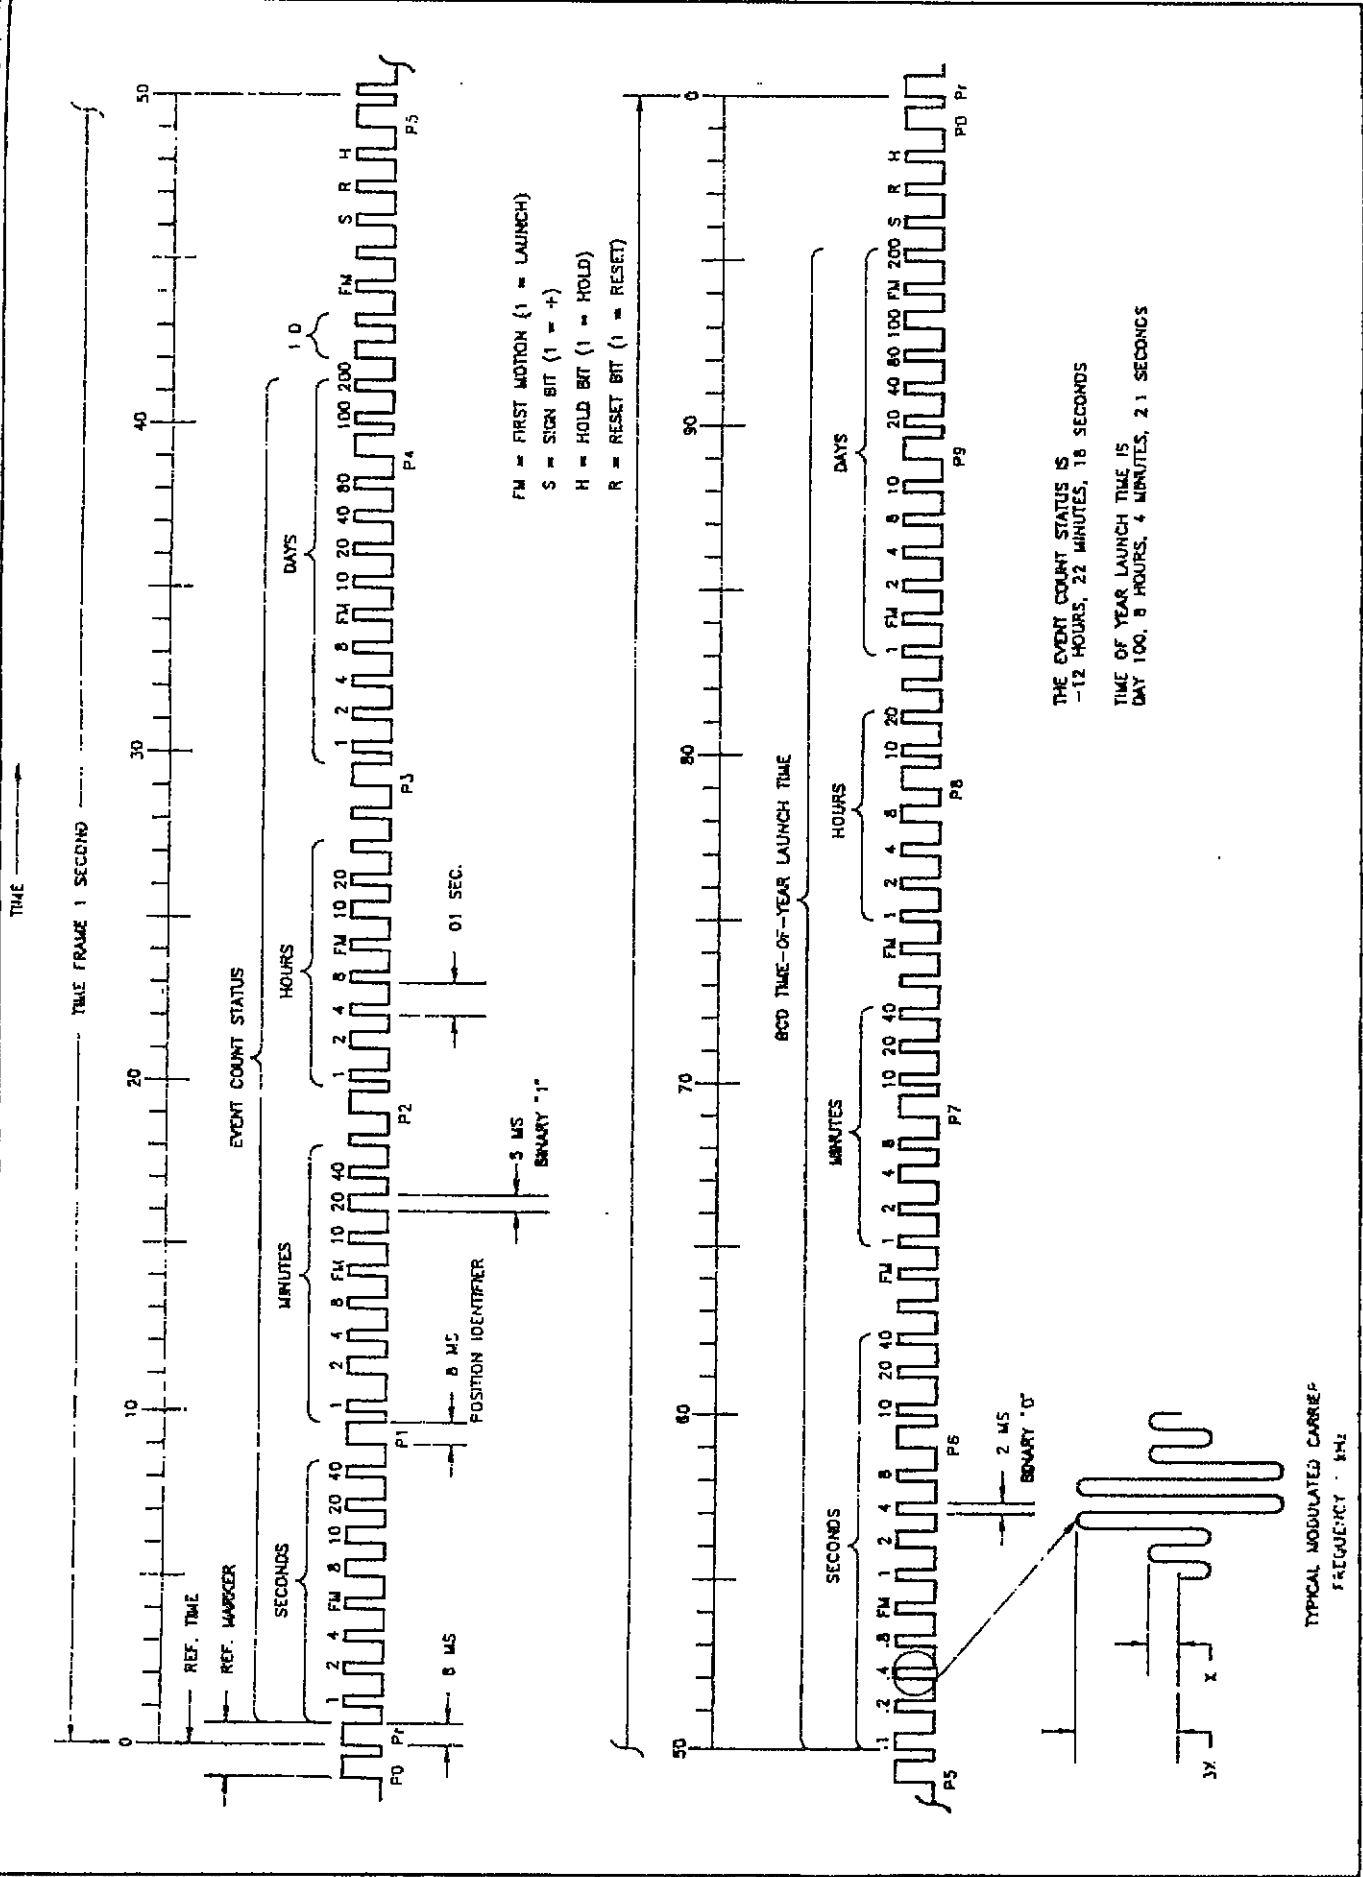 TIME
TIME FRAME 1 SECOND
0 10 20 30 40 50
REF. TIME
REF. MARKER
EVENT COUNT STATUS
SECONDS MINUTES HOURS DAYS
1 2 4 FM 8 10 20 40 1 2 4 8 FM 10 20 40 1 2 4 8 FM 10 20 1 2 4 8 FM 10 20 40 80 100 200 1 D FM S R H
P0 Pr P1 P2 P3 P4 P5
8 MS
8 MS
POSITION IDENTIFIER
5 MS
BINARY "1"
01 SEC.
FM = FIRST MOTION (1 = LAUNCH)
S = SIGN BIT (1 = +)
H = HOLD BIT (1 = HOLD)
R = RESET BIT (1 = RESET)
50 60 70 80 90 0
BCD TIME-OF-YEAR LAUNCH TIME
SECONDS MINUTES HOURS DAYS
.1 .2 .4 .8 FM 1 2 4 8 10 20 40 FM 1 2 4 8 10 20 40 FM 1 2 4 8 10 20 1 FM 2 4 8 10 20 40 80 100 FM 200 S R H
P5 P6 P7 P8 P9 P0 Pr
2 MS
BINARY "0"
THE EVENT COUNT STATUS IS
-12 HOURS, 22 MINUTES, 18 SECONDS
TIME OF YEAR LAUNCH TIME IS
DAY 100, 8 HOURS, 4 MINUTES, 2 1 SECONDS
3X X
TYPICAL MODULATED CARRIER
FREQUENCY kHz